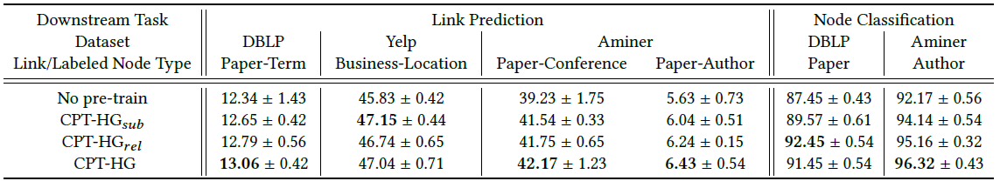 Downstream Task Link Prediction Node Classification
Dataset DBLP Yelp Aminer DBLP Aminer
Link/Labeled Node Type Paper-Term Business-Location Paper-Conference Paper-Author Paper Author
No pre-train 12.34 ± 1.43 45.83 ± 0.42 39.23 ± 1.75 5.63 ± 0.73 87.45 ± 0.43 92.17 ± 0.56
CPT-HGsub 12.65 ± 0.42 47.15 ± 0.44 41.54 ± 0.33 6.04 ± 0.51 89.57 ± 0.61 94.14 ± 0.54
CPT-HGrel 12.79 ± 0.56 46.74 ± 0.65 41.75 ± 0.65 6.24 ± 0.15 92.45 ± 0.54 95.16 ± 0.32
CPT-HG 13.06 ± 0.42 47.04 ± 0.71 42.17 ± 1.23 6.43 ± 0.54 91.45 ± 0.54 96.32 ± 0.43